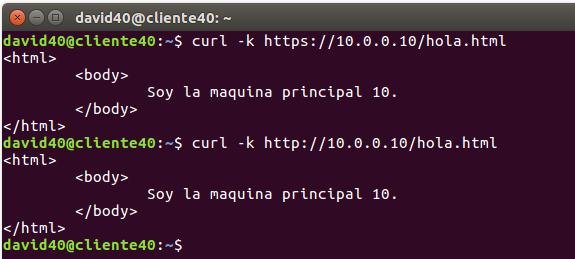 david40@cliente40: ~
david40@cliente40:~$ curl -k https://10.0.0.10/hola.html
<html>
        <body>
                Soy la maquina principal 10.
        </body>
</html>
david40@cliente40:~$ curl -k http://10.0.0.10/hola.html
<html>
        <body>
                Soy la maquina principal 10.
        </body>
</html>
david40@cliente40:~$